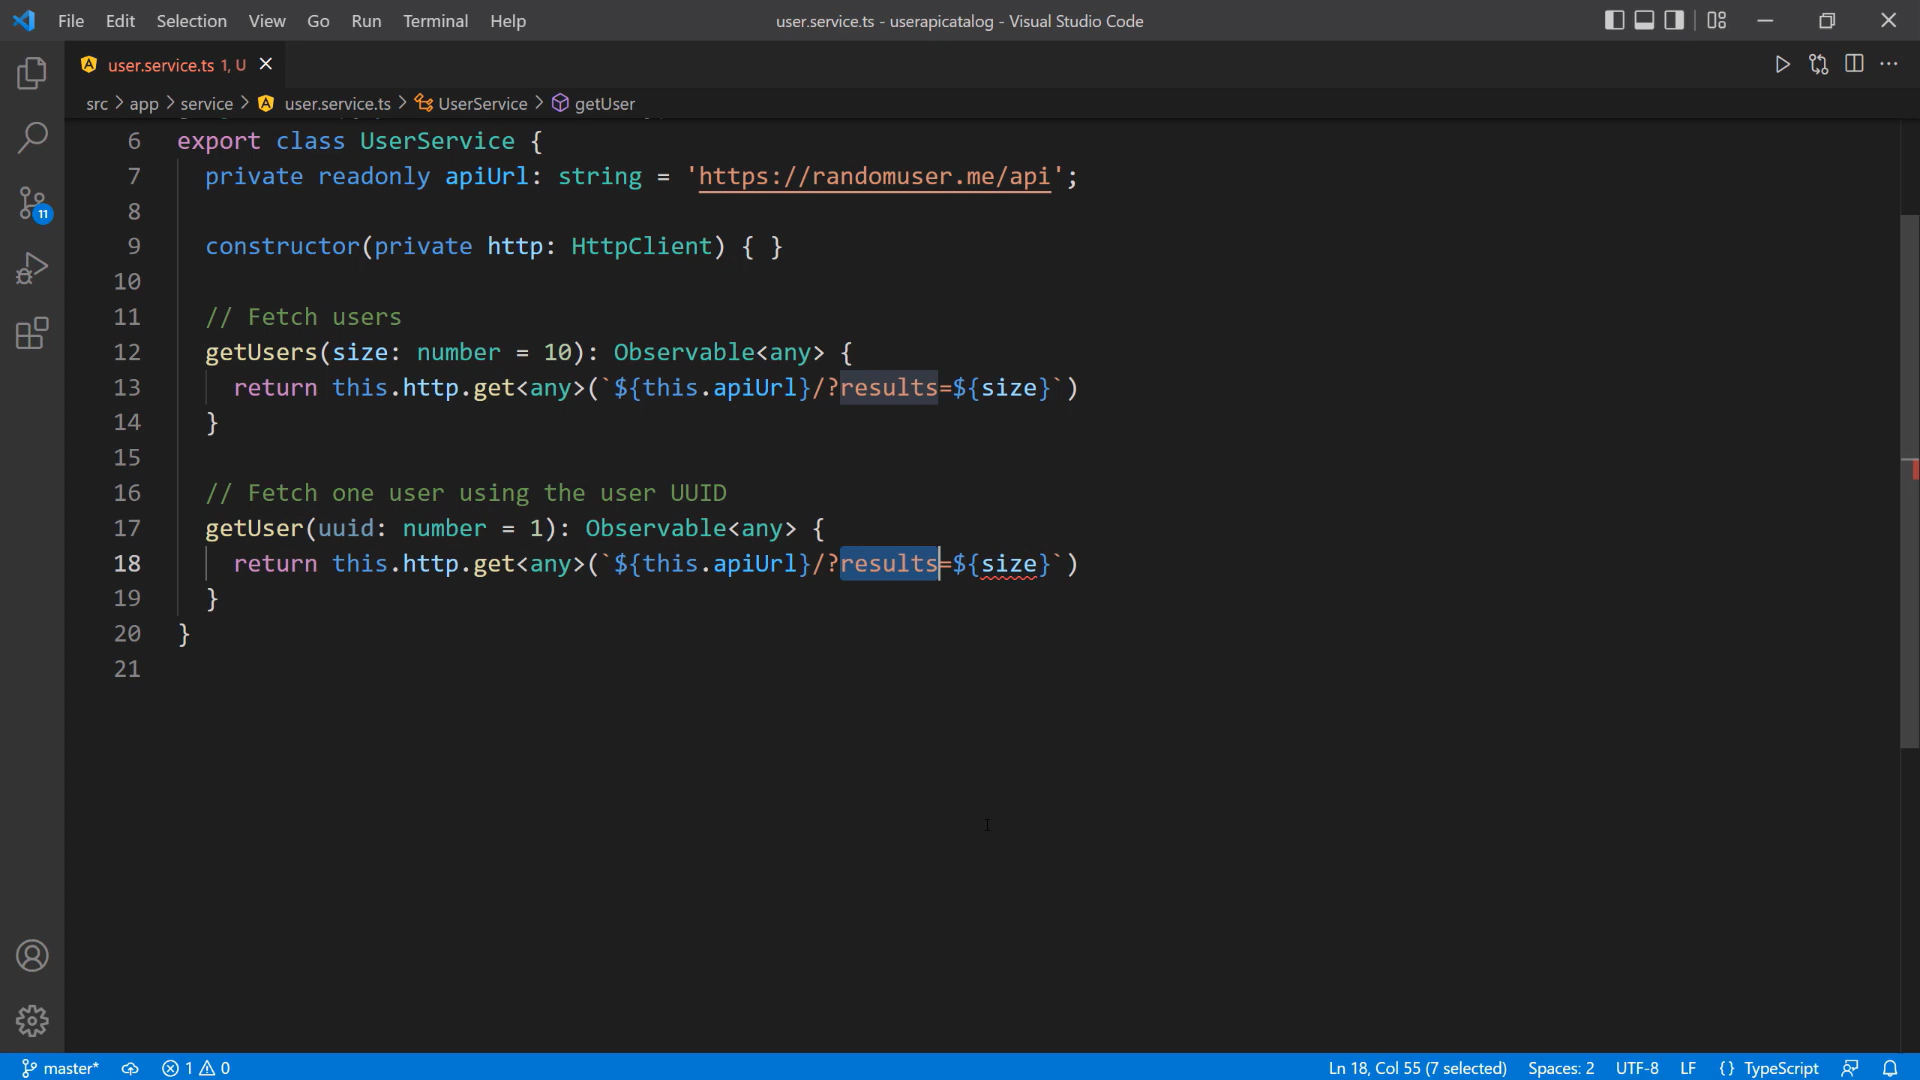 File Edit Selection View Go Run Terminal Help
user.service.ts - userapicatalog - Visual Studio Code
user.service.ts 1, U
src > app > service > user.service.ts > UserService > getUser
11
6 export class UserService {
7 private readonly apiUrl: string = 'https://randomuser.me/api';
8
9 constructor(private http: HttpClient) { }
10
11 // Fetch users
12 getUsers(size: number = 10): Observable<any> {
13 return this.http.get<any>(`${this.apiUrl}/?results=${size}`)
14 }
15
16 // Fetch one user using the user UUID
17 getUser(uuid: number = 1): Observable<any> {
18 return this.http.get<any>(`${this.apiUrl}/?results=${size}`)
19 }
20 }
21
master* 1 0 Ln 18, Col 55 (7 selected) Spaces: 2 UTF-8 LF {} TypeScript